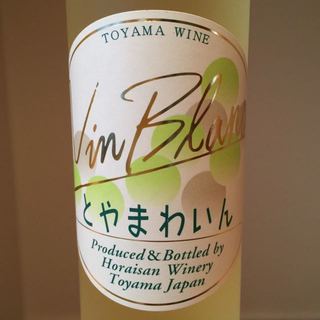 TOYAMA WINE
Vin Blanc
とやまわいん
Produced & Bottled by
Horaisan Winery
Toyama Japan